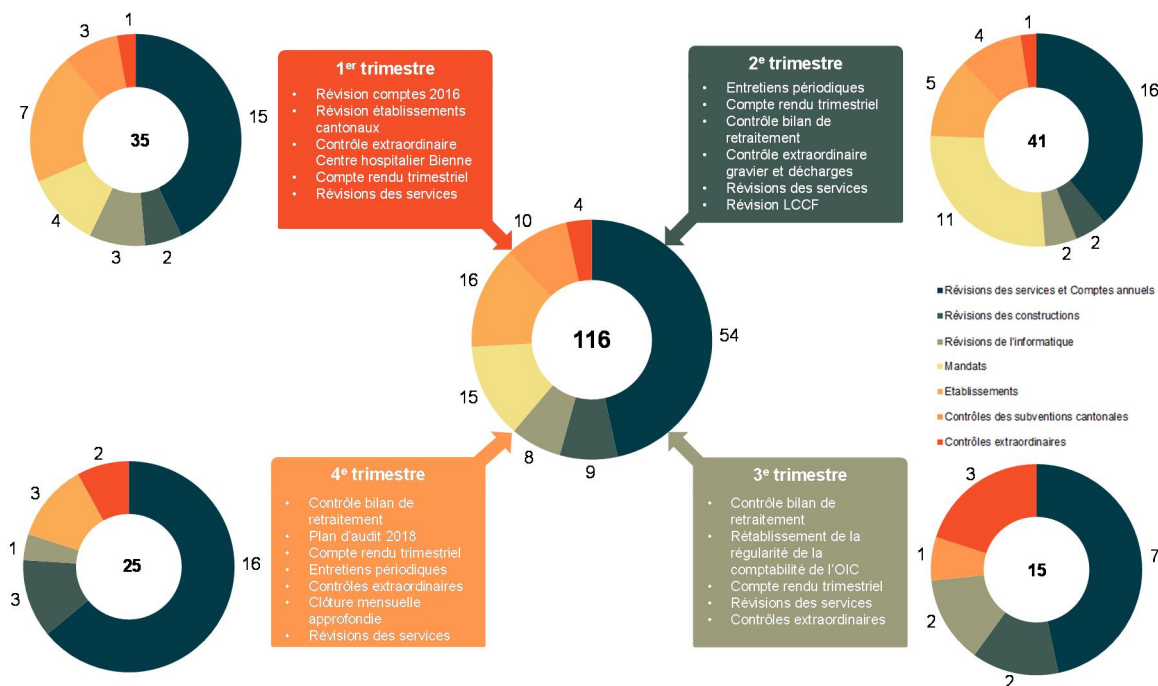 1
3
7
15
35
4
3
2
1er trimestre
• Révision comptes 2016
• Révision établissements
cantonaux
• Contrôle extraordinaire
Centre hospitalier Bienne
• Compte rendu trimestriel
• Révisions des services
2e trimestre
• Entretiens périodiques
• Compte rendu trimestriel
• Contrôle bilan de
retraitement
• Contrôle extraordinaire
gravier et décharges
• Révisions des services
• Révision LCCF
1
4
5
16
41
11
2
2
4
10
16
54
116
15
8
9
Révisions des services et Comptes annuels
Révisions des constructions
Révisions de l'informatique
Mandats
Etablissements
Contrôles des subventions cantonales
Contrôles extraordinaires
2
3
1
16
25
3
4e trimestre
• Contrôle bilan de
retraitement
• Plan d'audit 2018
• Compte rendu trimestriel
• Entretiens périodiques
• Contrôles extraordinaires
• Clôture mensuelle
approfondie
• Révisions des services
3e trimestre
• Contrôle bilan de
retraitement
• Rétablissement de la
régularité de la
comptabilité de l'OIC
• Compte rendu trimestriel
• Révisions des services
• Contrôles extraordinaires
3
1
7
15
2
2